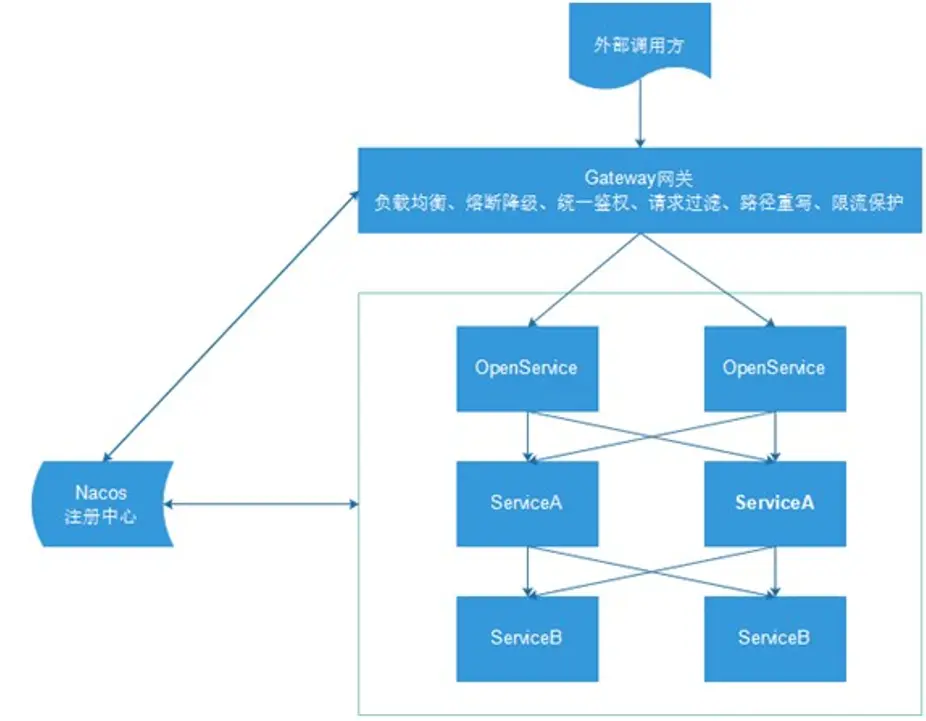 外部调用方
Gateway网关
负载均衡、熔断降级、统一鉴权、请求过滤、路径重写、限流保护
OpenService
OpenService
Nacos
注册中心
ServiceA
ServiceA
ServiceB
ServiceB